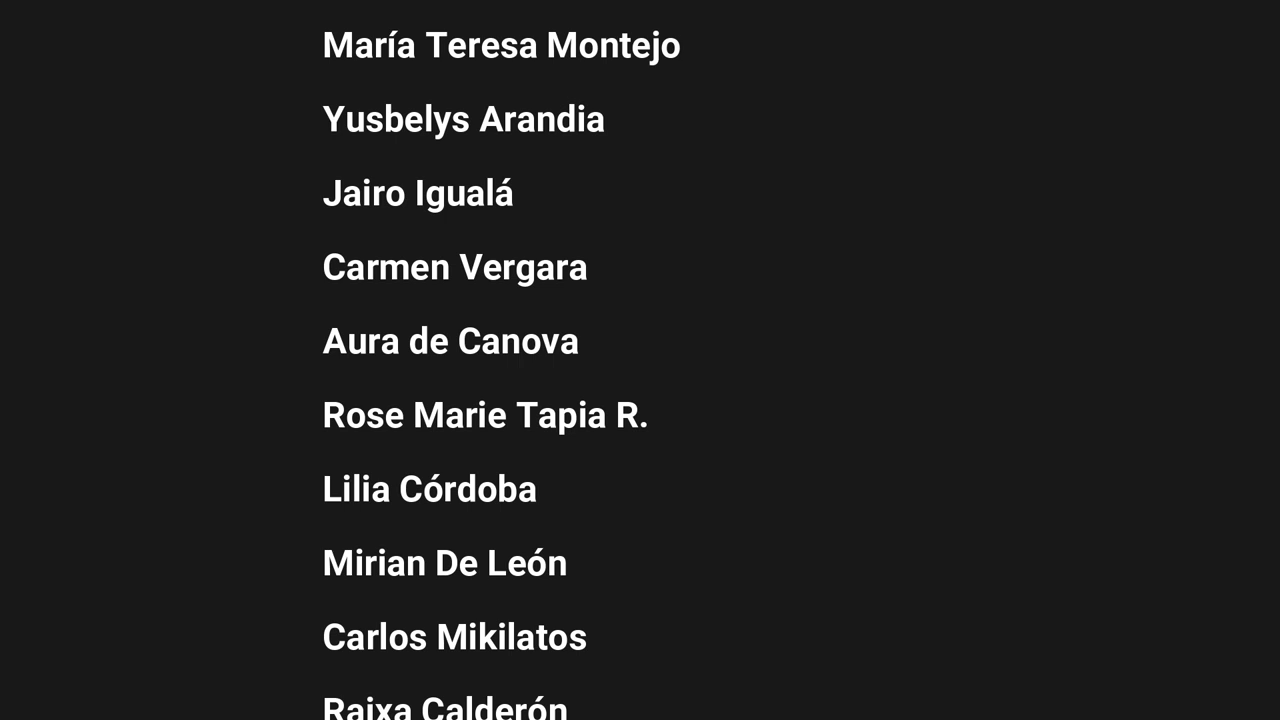 María Teresa Montejo
Yusbelys Arandia
Jairo Igualá
Carmen Vergara
Aura de Canova
Rose Marie Tapia R.
Lilia Córdoba
Mirian De León
Carlos Mikilatos
Raixa Calderón